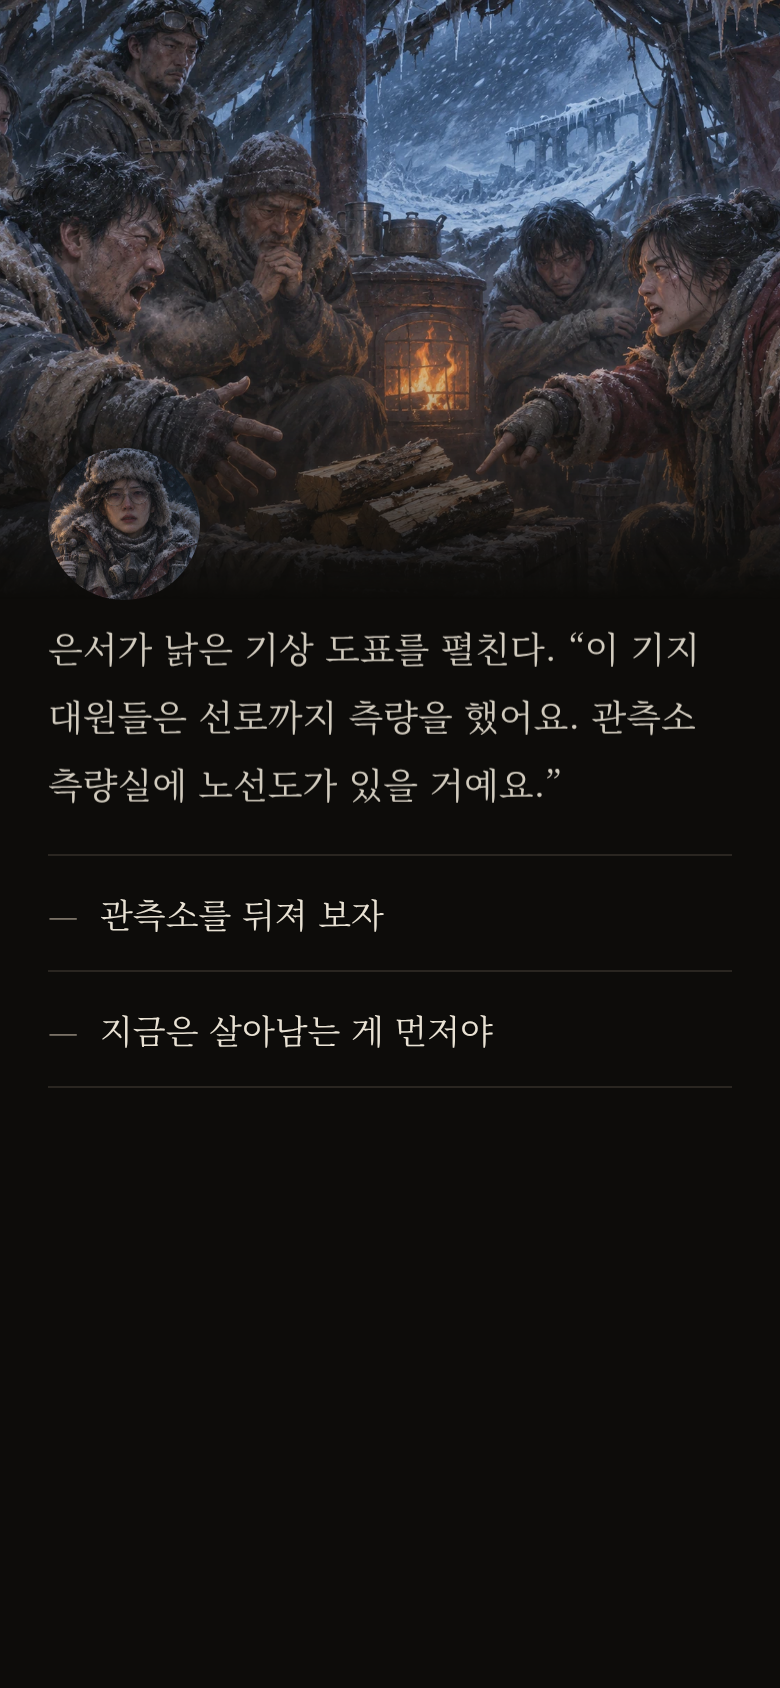 은서가 낡은 기상 도표를 펼친다. “이 기지
대원들은 선로까지 측량을 했어요. 관측소
측량실에 노선도가 있을 거예요.”
— 관측소를 뒤져 보자
— 지금은 살아남는 게 먼저야